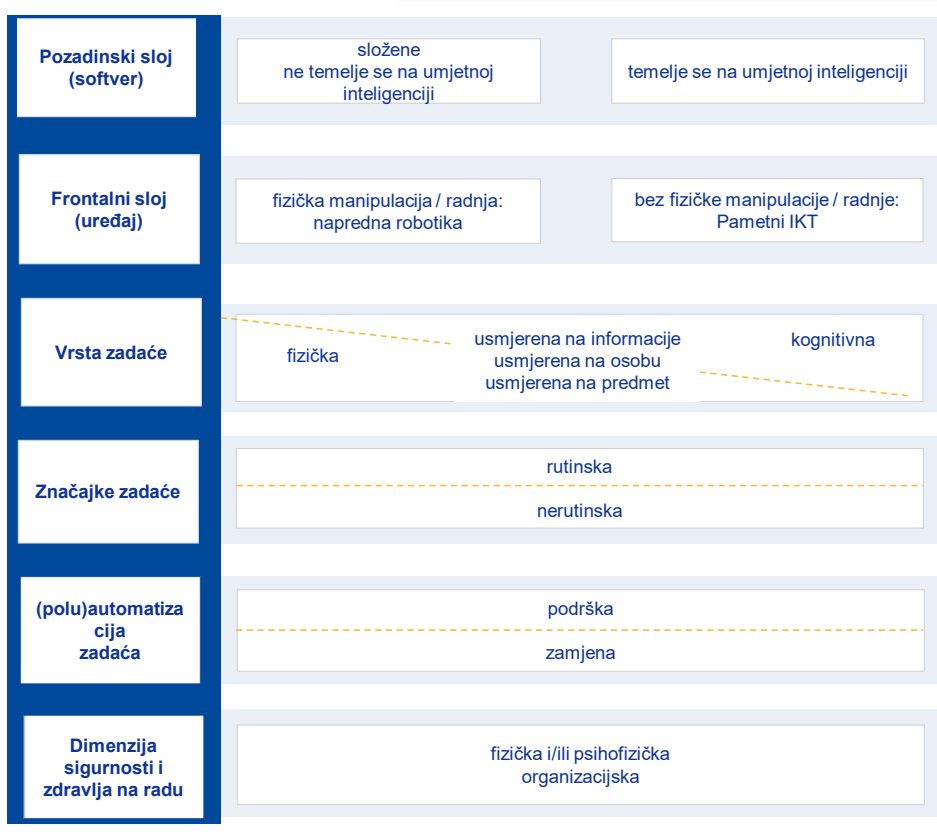 Pozadinski sloj
(softver)
složene
ne temelje se na umjetnoj
inteligenciji
temelje se na umjetnoj inteligenciji
Frontalni sloj
(uređaj)
fizička manipulacija / radnja:
napredna robotika
bez fizičke manipulacije / radnje:
Pametni IKT
Vrsta zadaće
fizička
usmjerena na informacije
usmjerena na osobu
usmjerena na predmet
kognitivna
Značajke zadaće
rutinska
nerutinska
(polu)automatiza
cija
zadaća
podrška
zamjena
Dimenzija
sigurnosti i
zdravlja na radu
fizička i/ili psihofizička
organizacijska